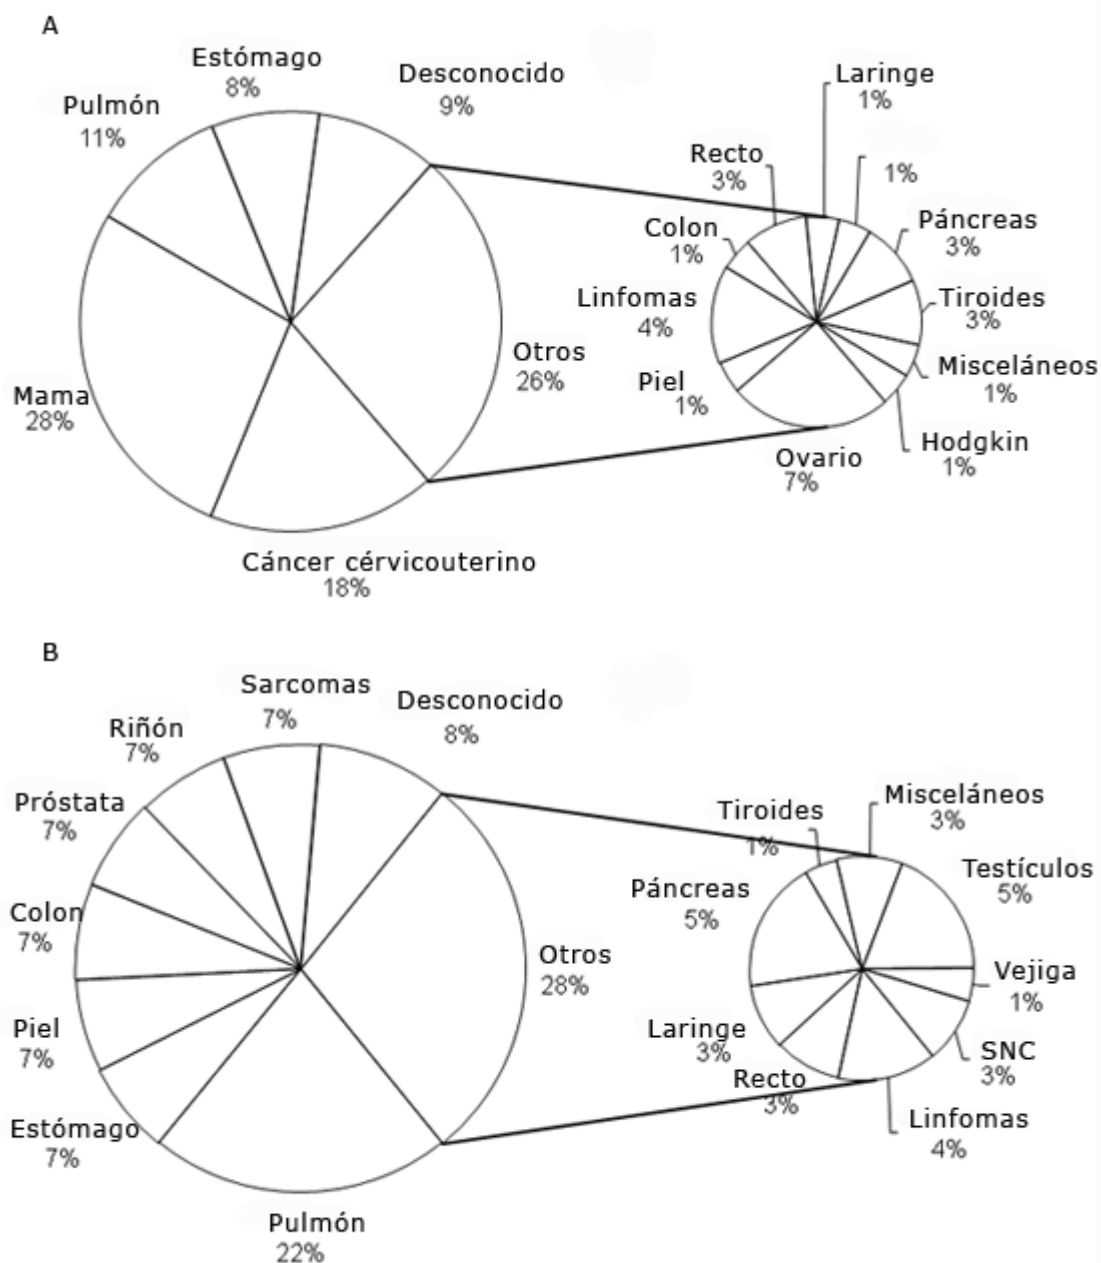 A
Estómago
8%
Desconocido
9%
Pulmón
11%
Mama
28%
Cáncer cérvicouterino
18%
Otros
26%
Laringe
1%
1%
Recto
3%
Páncreas
3%
Colon
1%
Tiroides
3%
Linfomas
4%
Misceláneos
1%
Piel
1%
Hodgkin
1%
Ovario
7%
B
Sarcomas
7%
Desconocido
8%
Riñón
7%
Próstata
7%
Colon
7%
Piel
7%
Estómago
7%
Pulmón
22%
Otros
28%
Tiroides
1%
Misceláneos
3%
Testículos
5%
Páncreas
5%
Vejiga
1%
Laringe
3%
SNC
3%
Recto
3%
Linfomas
4%